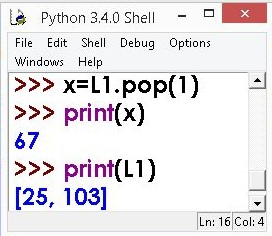 Python 3.4.0 Shell
File Edit Shell Debug Options
Windows Help
>>> x=L1.pop(1)
>>> print(x)
67
>>> print(L1)
[25, 103]
Ln: 16 Col: 4